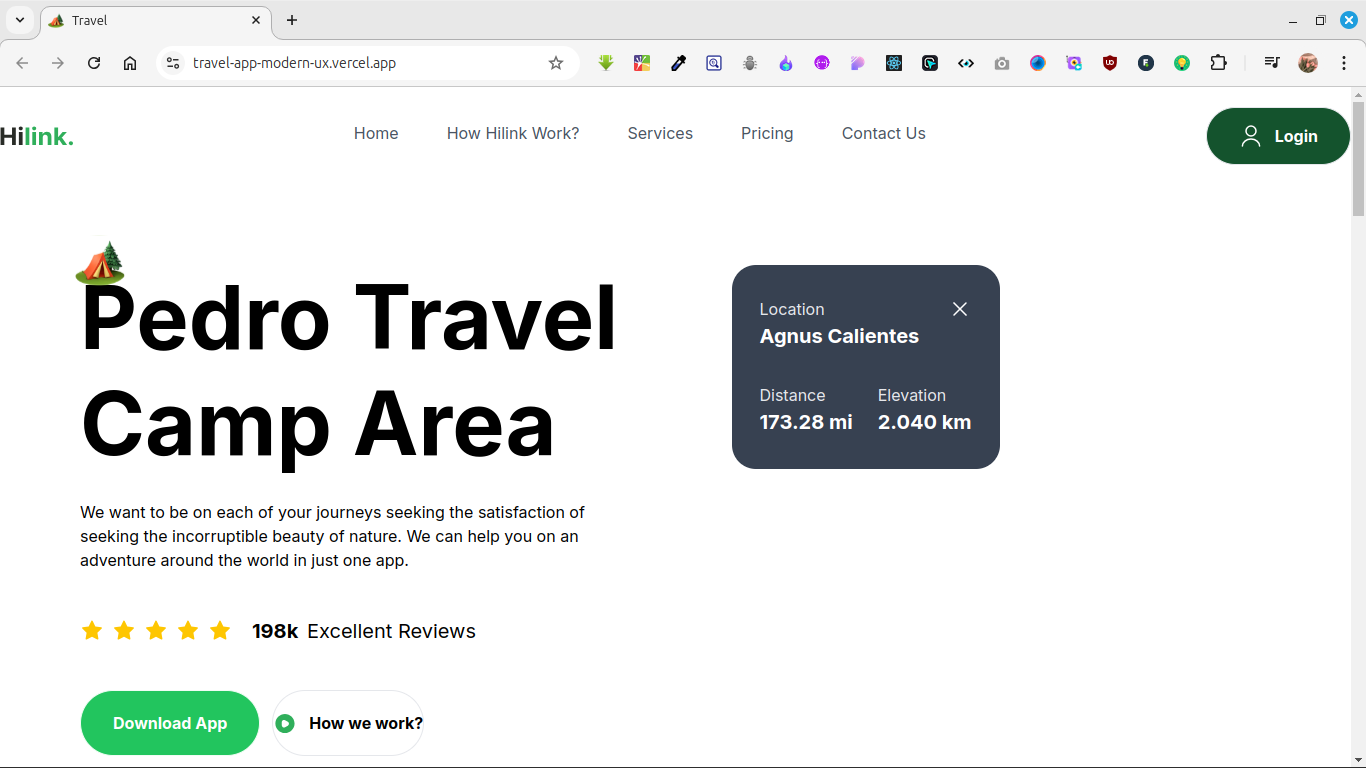 Travel
travel-app-modern-ux.vercel.app
Hilink.
Home
How Hilink Work?
Services
Pricing
Contact Us
Login
Pedro Travel
Camp Area
Location
Agnus Calientes
Distance
Elevation
173.28 mi
2.040 km
We want to be on each of your journeys seeking the satisfaction of
seeking the incorruptible beauty of nature. We can help you on an
adventure around the world in just one app.
198k Excellent Reviews
Download App
How we work?